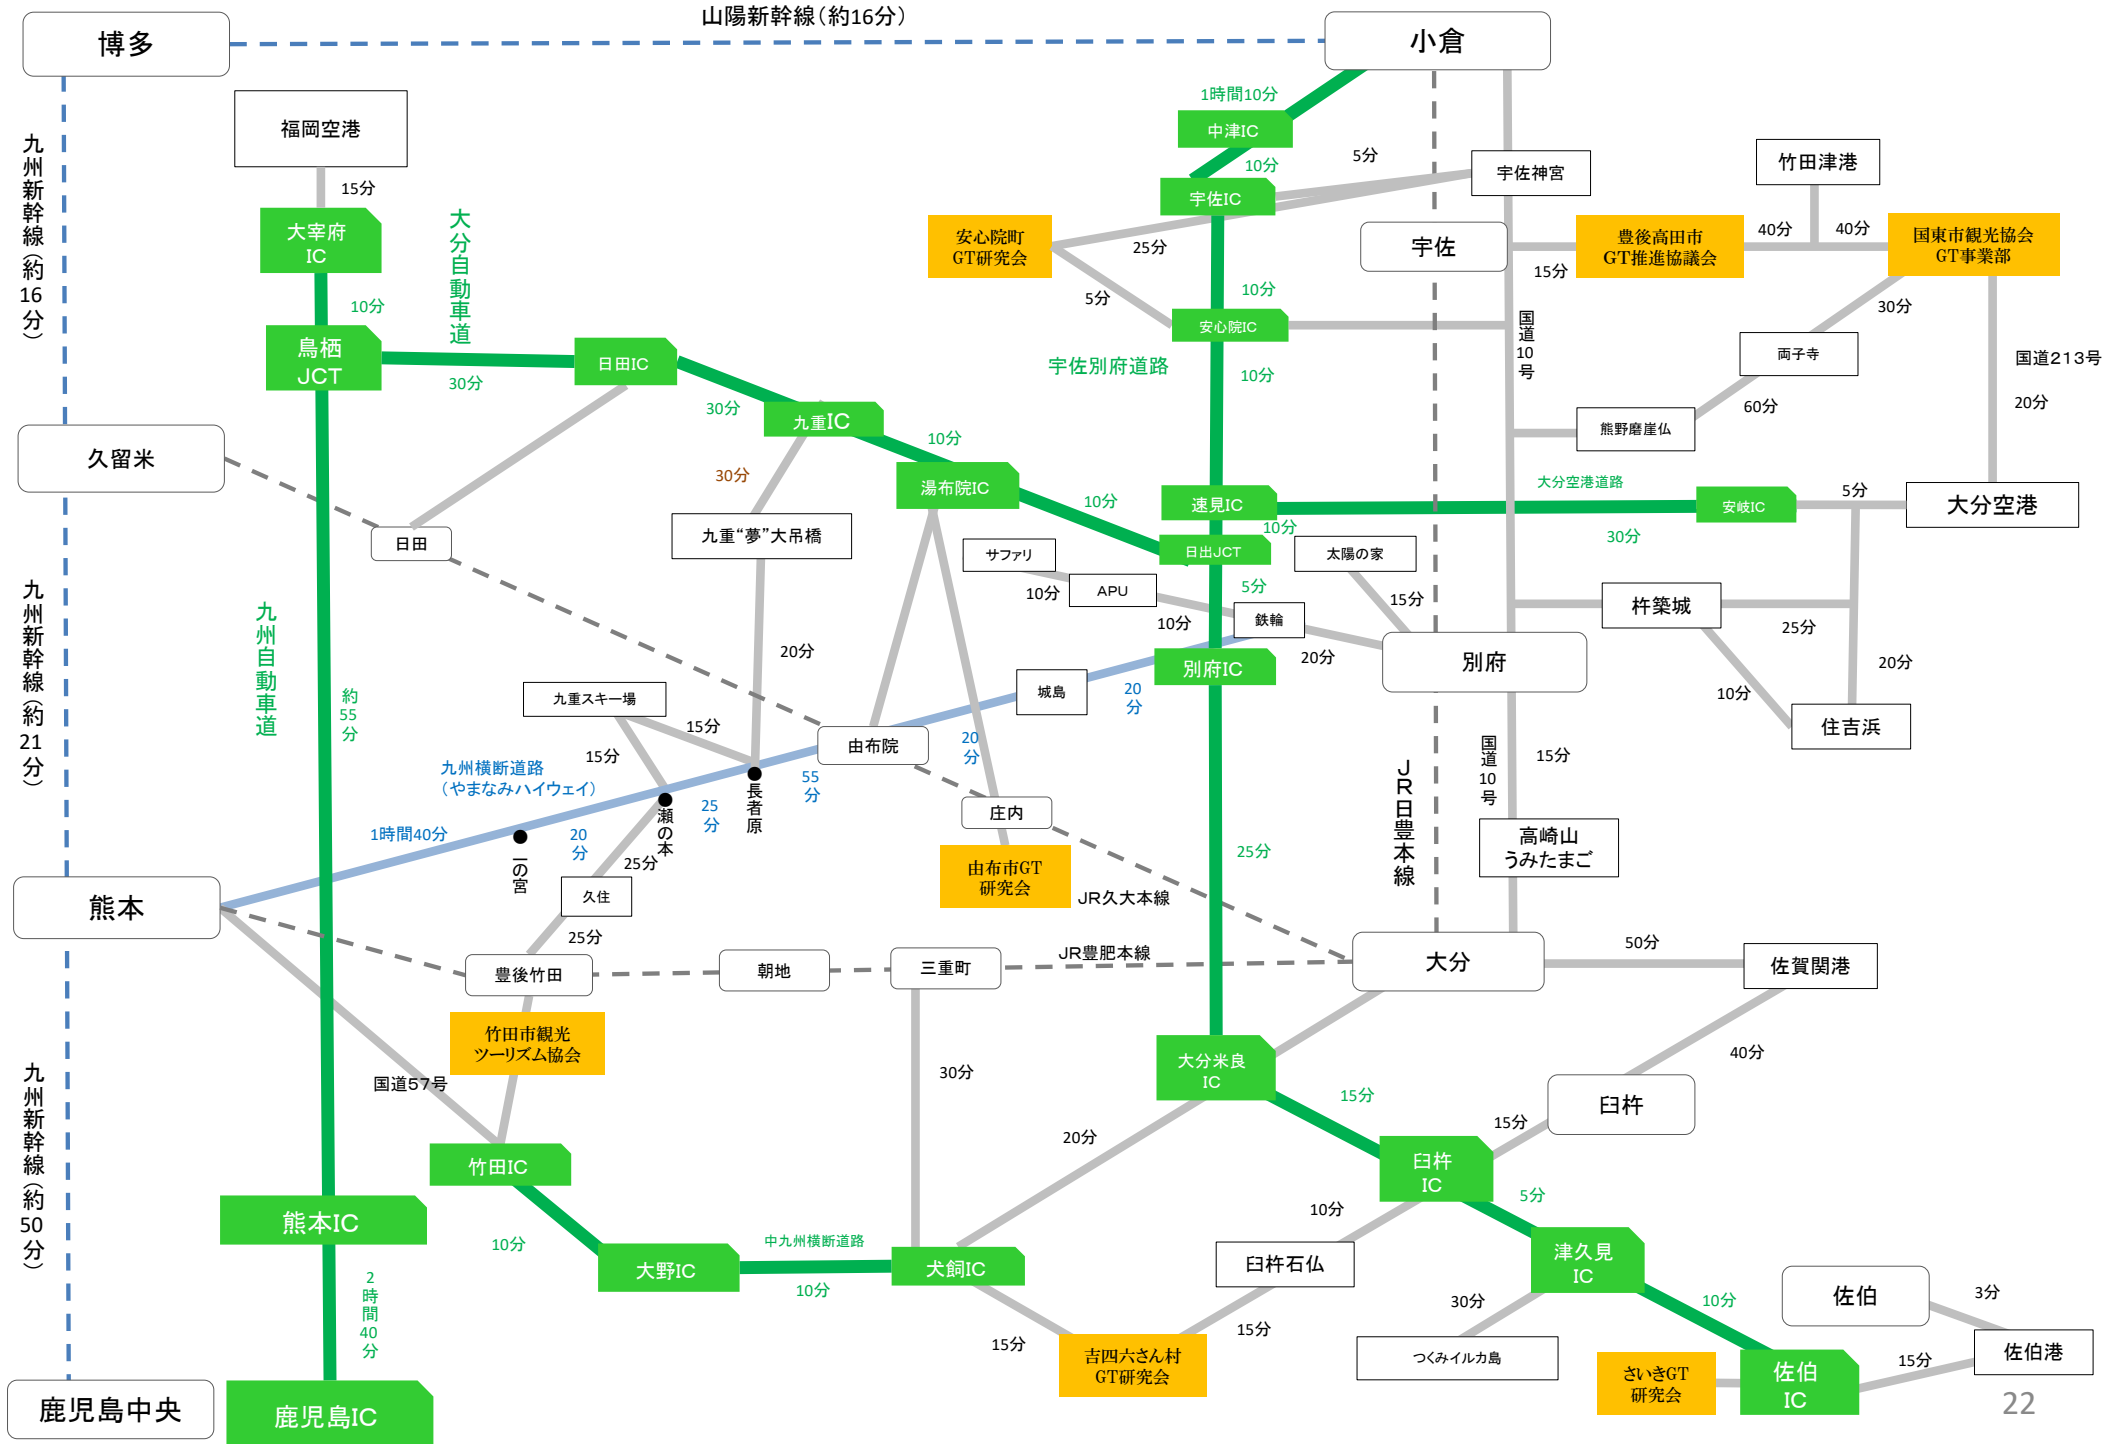 山陽新幹線（約16分）
博多
小倉
福岡空港
15分
大宰府
IC
10分
大分自動車道
九州新幹線（約16分）
1時間10分
中津IC
10分
5分
宇佐神宮
宇佐IC
竹田津港
安心院町
GT研究会
25分
5分
宇佐
15分
豊後高田市
GT推進協議会
40分
40分
国東市観光協会
GT事業部
10分
安心院IC
国道10号
30分
両子寺
60分
国道213号
20分
熊野磨崖仏
宇佐別府道路
10分
鳥栖
JCT
30分
日田IC
30分
九重IC
10分
30分
湯布院IC
10分
速見IC
10分
大分空港道路
30分
安岐IC
5分
大分空港
久留米
日田
九重“夢”大吊橋
サファリ
10分
APU
10分
日出JCT
5分
太陽の家
15分
鉄輪
20分
別府
杵築城
25分
20分
10分
住吉浜
九州新幹線（約21分）
九州自動車道
約55分
20分
九重スキー場
15分
15分
城島
20分
別府IC
由布院
20分
九州横断道路
（やまなみハイウェイ）
1時間40分
一の宮
20分
瀬の本
25分
長者原
55分
庄内
由布市GT
研究会
JR久大本線
25分
JR日豊本線
国道10号
15分
高崎山
うみたまご
熊本
25分
久住
25分
豊後竹田
朝地
三重町
JR豊肥本線
大分
50分
佐賀関港
40分
竹田市観光
ツーリズム協会
国道57号
30分
20分
大分米良
IC
15分
臼杵
15分
九州新幹線（約50分）
竹田IC
10分
大野IC
中九州横断道路
10分
犬飼IC
15分
吉四六さん村
GT研究会
15分
臼杵石仏
10分
臼杵
IC
5分
津久見
IC
30分
つくみイルカ島
10分
佐伯
3分
佐伯港
15分
佐伯
IC
さいきGT
研究会
熊本IC
2時間40分
鹿児島中央
鹿児島IC
22